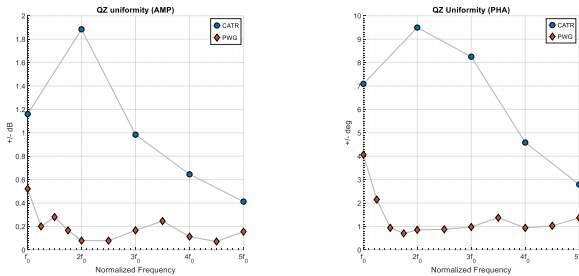 QZ uniformity (AMP)
2
1.8
1.6
1.4
1.2
1
0.8
0.6
0.4
0.2
0
+/- dB
CATR
PWG
f0
2f0
3f0
4f0
5f0
Normalized Frequency
QZ Uniformity (PHA)
10
9
8
7
6
5
4
3
2
1
0
+/- deg
CATR
PWG
f0
2f0
3f0
4f0
5f0
Normalized Frequency